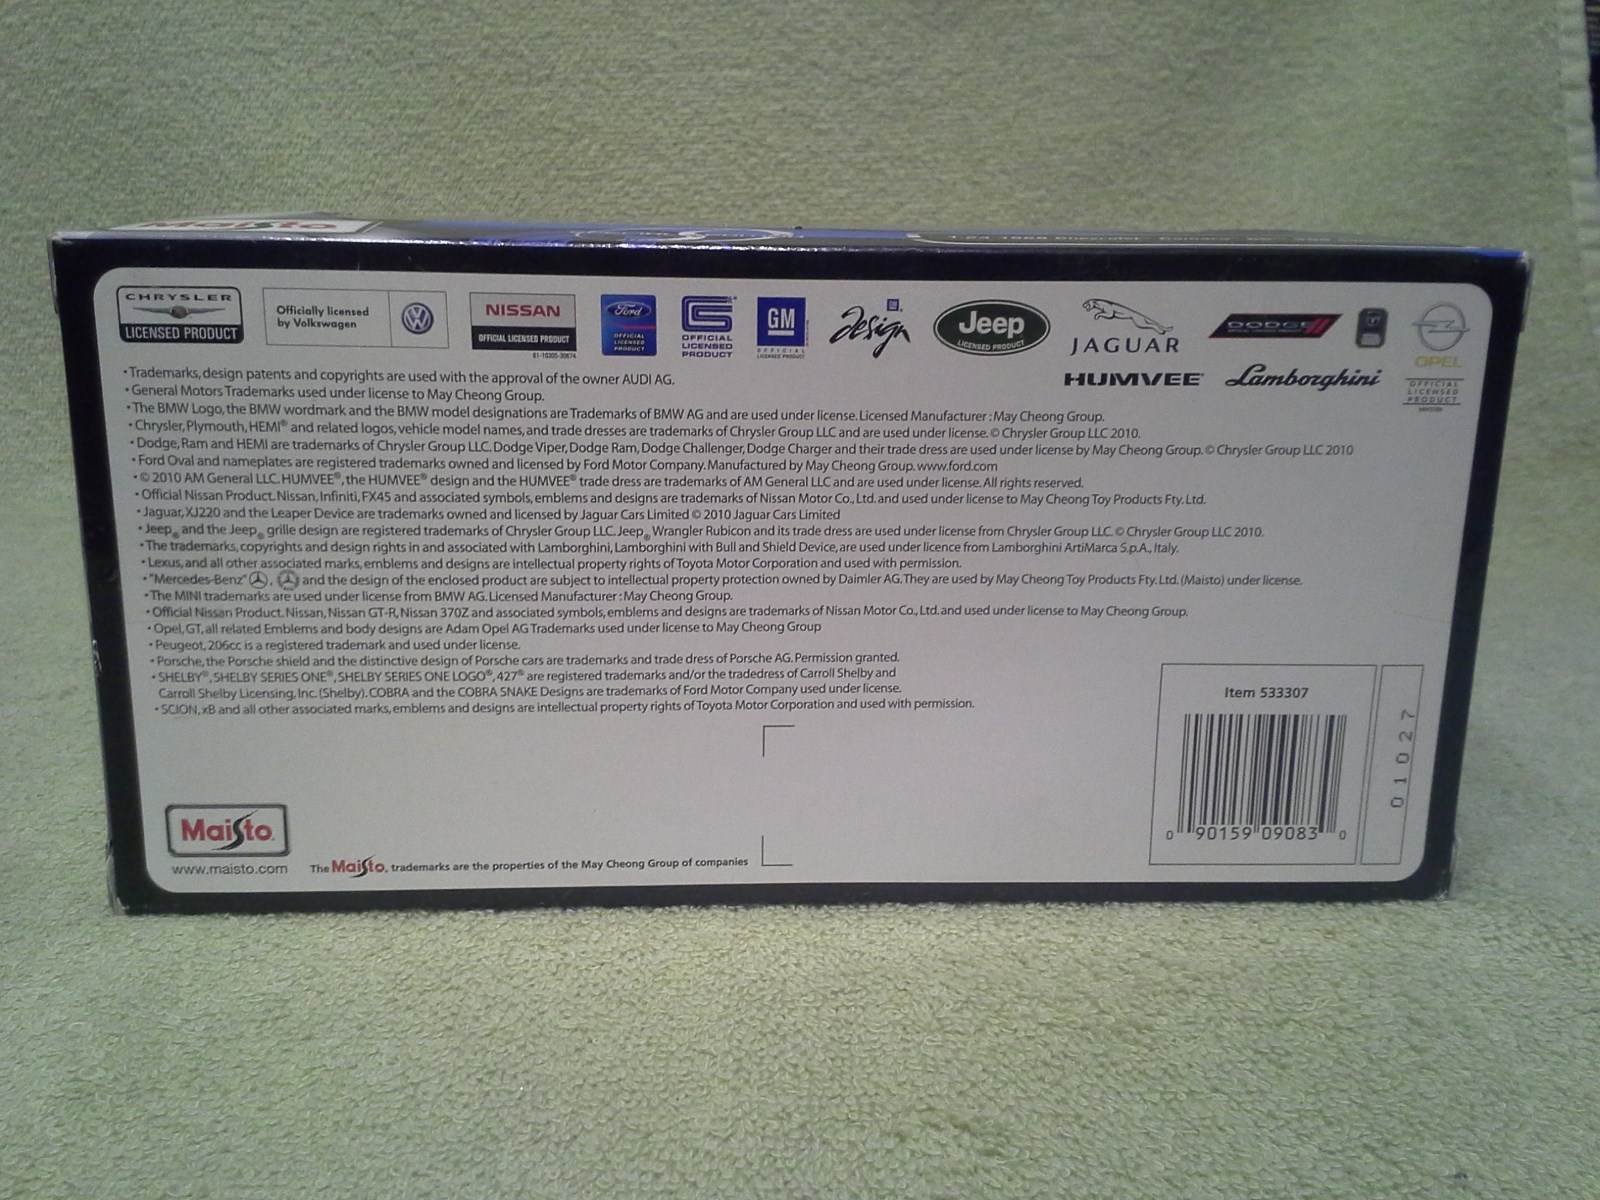 Maisto
CHRYSLER
LICENSED PRODUCT
Officially licensed
by Volkswagen
NISSAN
OFFICIAL LICENSED PRODUCT
81-16305-30674
Ford
OFFICIAL
LICENSED
PRODUCT
OFFICIAL
LICENSED
PRODUCT
GM
OFFICIAL
LICENSED PRODUCT
GM
design
Jeep
LICENSED PRODUCT
JAGUAR
DODGE
OPEL
OFFICIAL
LICENSED
PRODUCT
HUMVEE
Lamborghini
• Trademarks, design patents and copyrights are used with the approval of the owner AUDI AG.
• General Motors Trademarks used under license to May Cheong Group.
• The BMW Logo, the BMW wordmark and the BMW model designations are Trademarks of BMW AG and are used under license. Licensed Manufacturer : May Cheong Group.
• Chrysler, Plymouth, HEMI® and related logos, vehicle model names, and trade dresses are trademarks of Chrysler Group LLC and are used under license. © Chrysler Group LLC 2010.
• Dodge, Ram and HEMI are trademarks of Chrysler Group LLC. Dodge Viper, Dodge Ram, Dodge Challenger, Dodge Charger and their trade dress are used under license by May Cheong Group. © Chrysler Group LLC 2010
• Ford Oval and nameplates are registered trademarks owned and licensed by Ford Motor Company. Manufactured by May Cheong Group. www.ford.com
• © 2010 AM General LLC. HUMVEE®, the HUMVEE® design and the HUMVEE® trade dress are trademarks of AM General LLC and are used under license. All rights reserved.
• Official Nissan Product. Nissan, Infiniti, FX45 and associated symbols, emblems and designs are trademarks of Nissan Motor Co., Ltd. and used under license to May Cheong Toy Products Fty. Ltd.
• Jaguar, XJ220 and the Leaper Device are trademarks owned and licensed by Jaguar Cars Limited © 2010 Jaguar Cars Limited
• Jeep® and the Jeep® grille design are registered trademarks of Chrysler Group LLC. Jeep® Wrangler Rubicon and its trade dress are used under license from Chrysler Group LLC. © Chrysler Group LLC 2010.
• The trademarks, copyrights and design rights in and associated with Lamborghini, Lamborghini with Bull and Shield Device, are used under licence from Lamborghini ArtiMarca S.p.A., Italy.
• Lexus, and all other associated marks, emblems and designs are intellectual property rights of Toyota Motor Corporation and used with permission.
• "Mercedes-Benz" , and the design of the enclosed product are subject to intellectual property protection owned by Daimler AG. They are used by May Cheong Toy Products Fty. Ltd. (Maisto) under license.
• The MINI trademarks are used under license from BMW AG. Licensed Manufacturer : May Cheong Group.
• Official Nissan Product. Nissan, Nissan GT-R, Nissan 370Z and associated symbols, emblems and designs are trademarks of Nissan Motor Co., Ltd. and used under license to May Cheong Group.
• Opel, GT, all related Emblems and body designs are Adam Opel AG Trademarks used under license to May Cheong Group
• Peugeot, 206cc is a registered trademark and used under license.
• Porsche, the Porsche shield and the distinctive design of Porsche cars are trademarks and trade dress of Porsche AG. Permission granted.
• SHELBY®, SHELBY SERIES ONE®, SHELBY SERIES ONE LOGO®, 427® are registered trademarks and/or the tradedress of Carroll Shelby and
Carroll Shelby Licensing, Inc. (Shelby). COBRA and the COBRA SNAKE Designs are trademarks of Ford Motor Company used under license.
• SCION, xB and all other associated marks, emblems and designs are intellectual property rights of Toyota Motor Corporation and used with permission.
Item 533307
0 90159 09083 0
01027
Maisto
www.maisto.com
The Maisto. trademarks are the properties of the May Cheong Group of companies